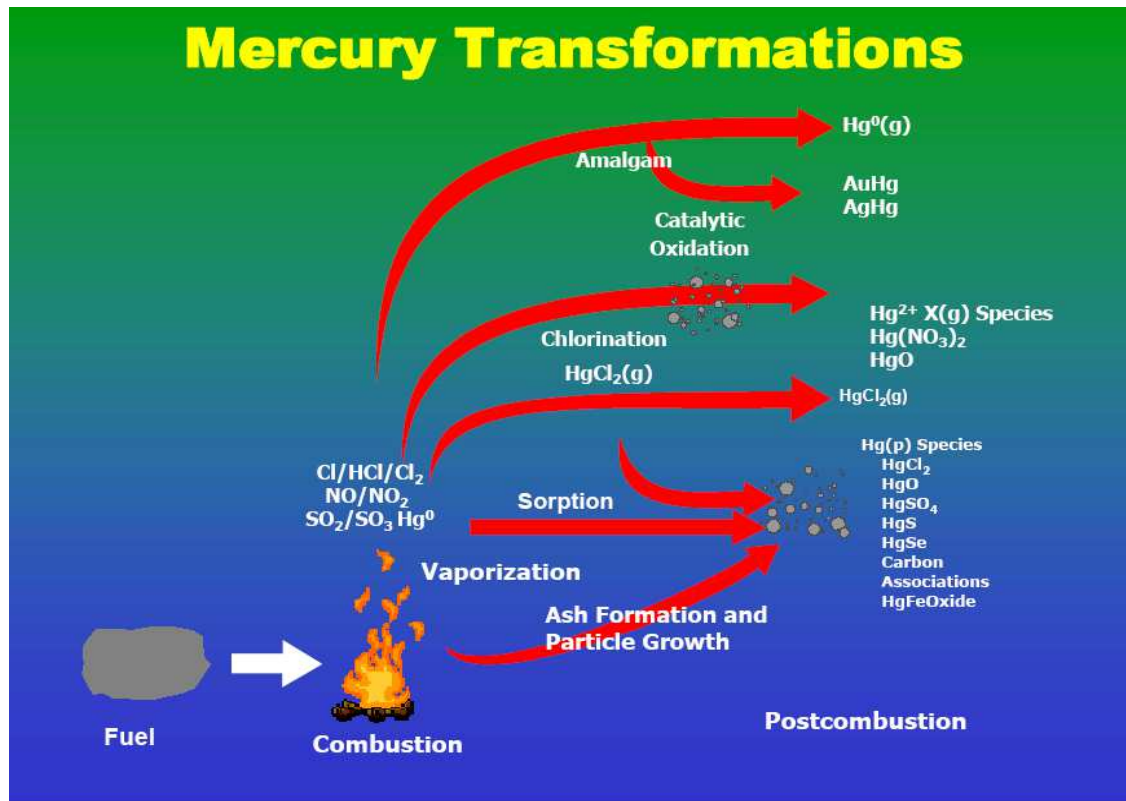 Mercury Transformations
Hg⁰(g)
Amalgam
AuHg
AgHg
Catalytic
Oxidation
Hg²⁺ X(g) Species
Hg(NO₃)₂
HgO
Chlorination
HgCl₂(g)
HgCl₂(g)
Hg(p) Species
HgCl₂
HgO
HgSO₄
HgS
HgSe
Carbon
Associations
HgFeOxide
Cl/HCl/Cl₂
NO/NO₂
SO₂/SO₃ Hg⁰
Sorption
Vaporization
Ash Formation and
Particle Growth
Fuel
Combustion
Postcombustion